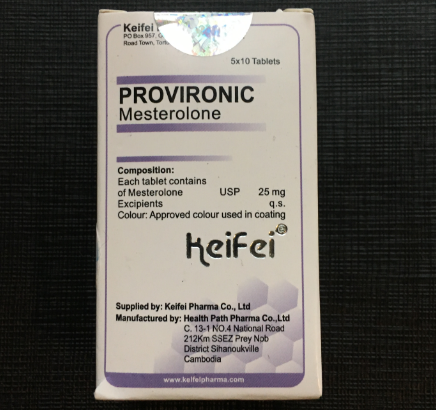 Keifei
PO Box 957,
Road Town,
5x10 Tablets
PROVIRONIC
Mesterolone
Composition:
Each tablet contains
of Mesterolone USP 25 mg
Excipients q.s.
Colour: Approved colour used in coating
KeiFei®
Supplied by: Keifei Pharma Co., Ltd
Manufactured by: Health Path Pharma Co.,Ltd
C. 13-1 NO.4 National Road
212Km SSEZ Prey Nob
District Sihanoukville
Cambodia
www.keifeipharma.com